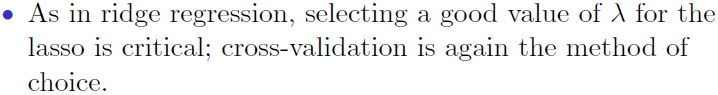 • As in ridge regression, selecting a good value of λ for the
lasso is critical; cross-validation is again the method of
choice.